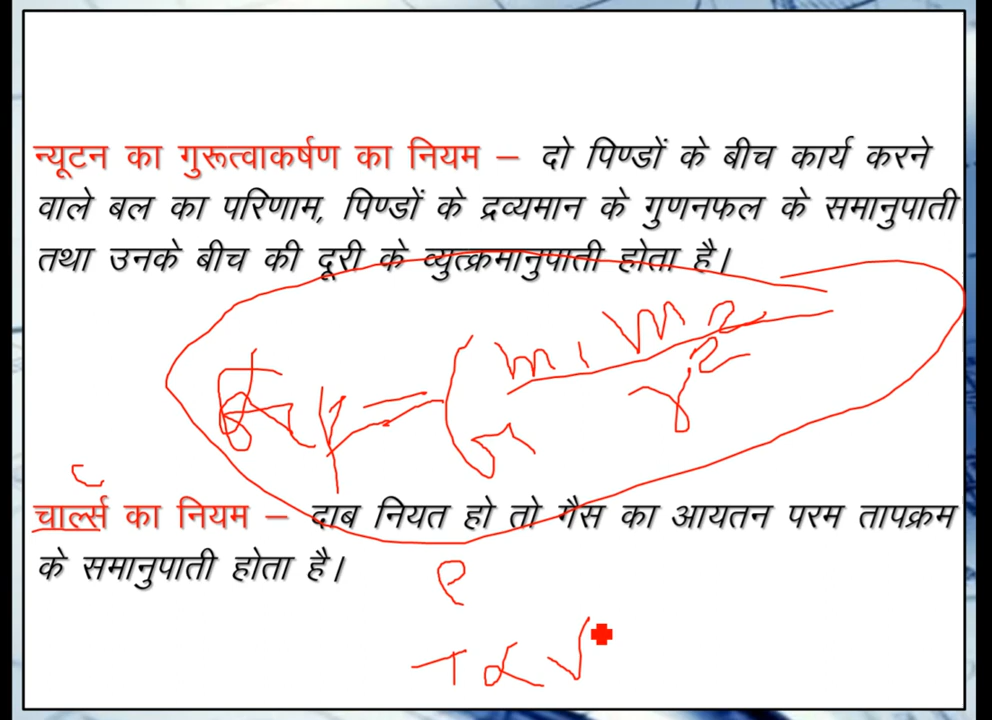 न्यूटन का गुरूत्वाकर्षण का नियम – दो पिण्डों के बीच कार्य करने
वाले बल का परिणाम, पिण्डों के द्रव्यमान के गुणनफल के समानुपाती
तथा उनके बीच की दूरी के व्युत्क्रमानुपाती होता है।
m1 m2
= G
r2
C
चार्ल्स का नियम – दाब नियत हो तो गैस का आयतन परम तापक्रम
के समानुपाती होता है।
P
T α V